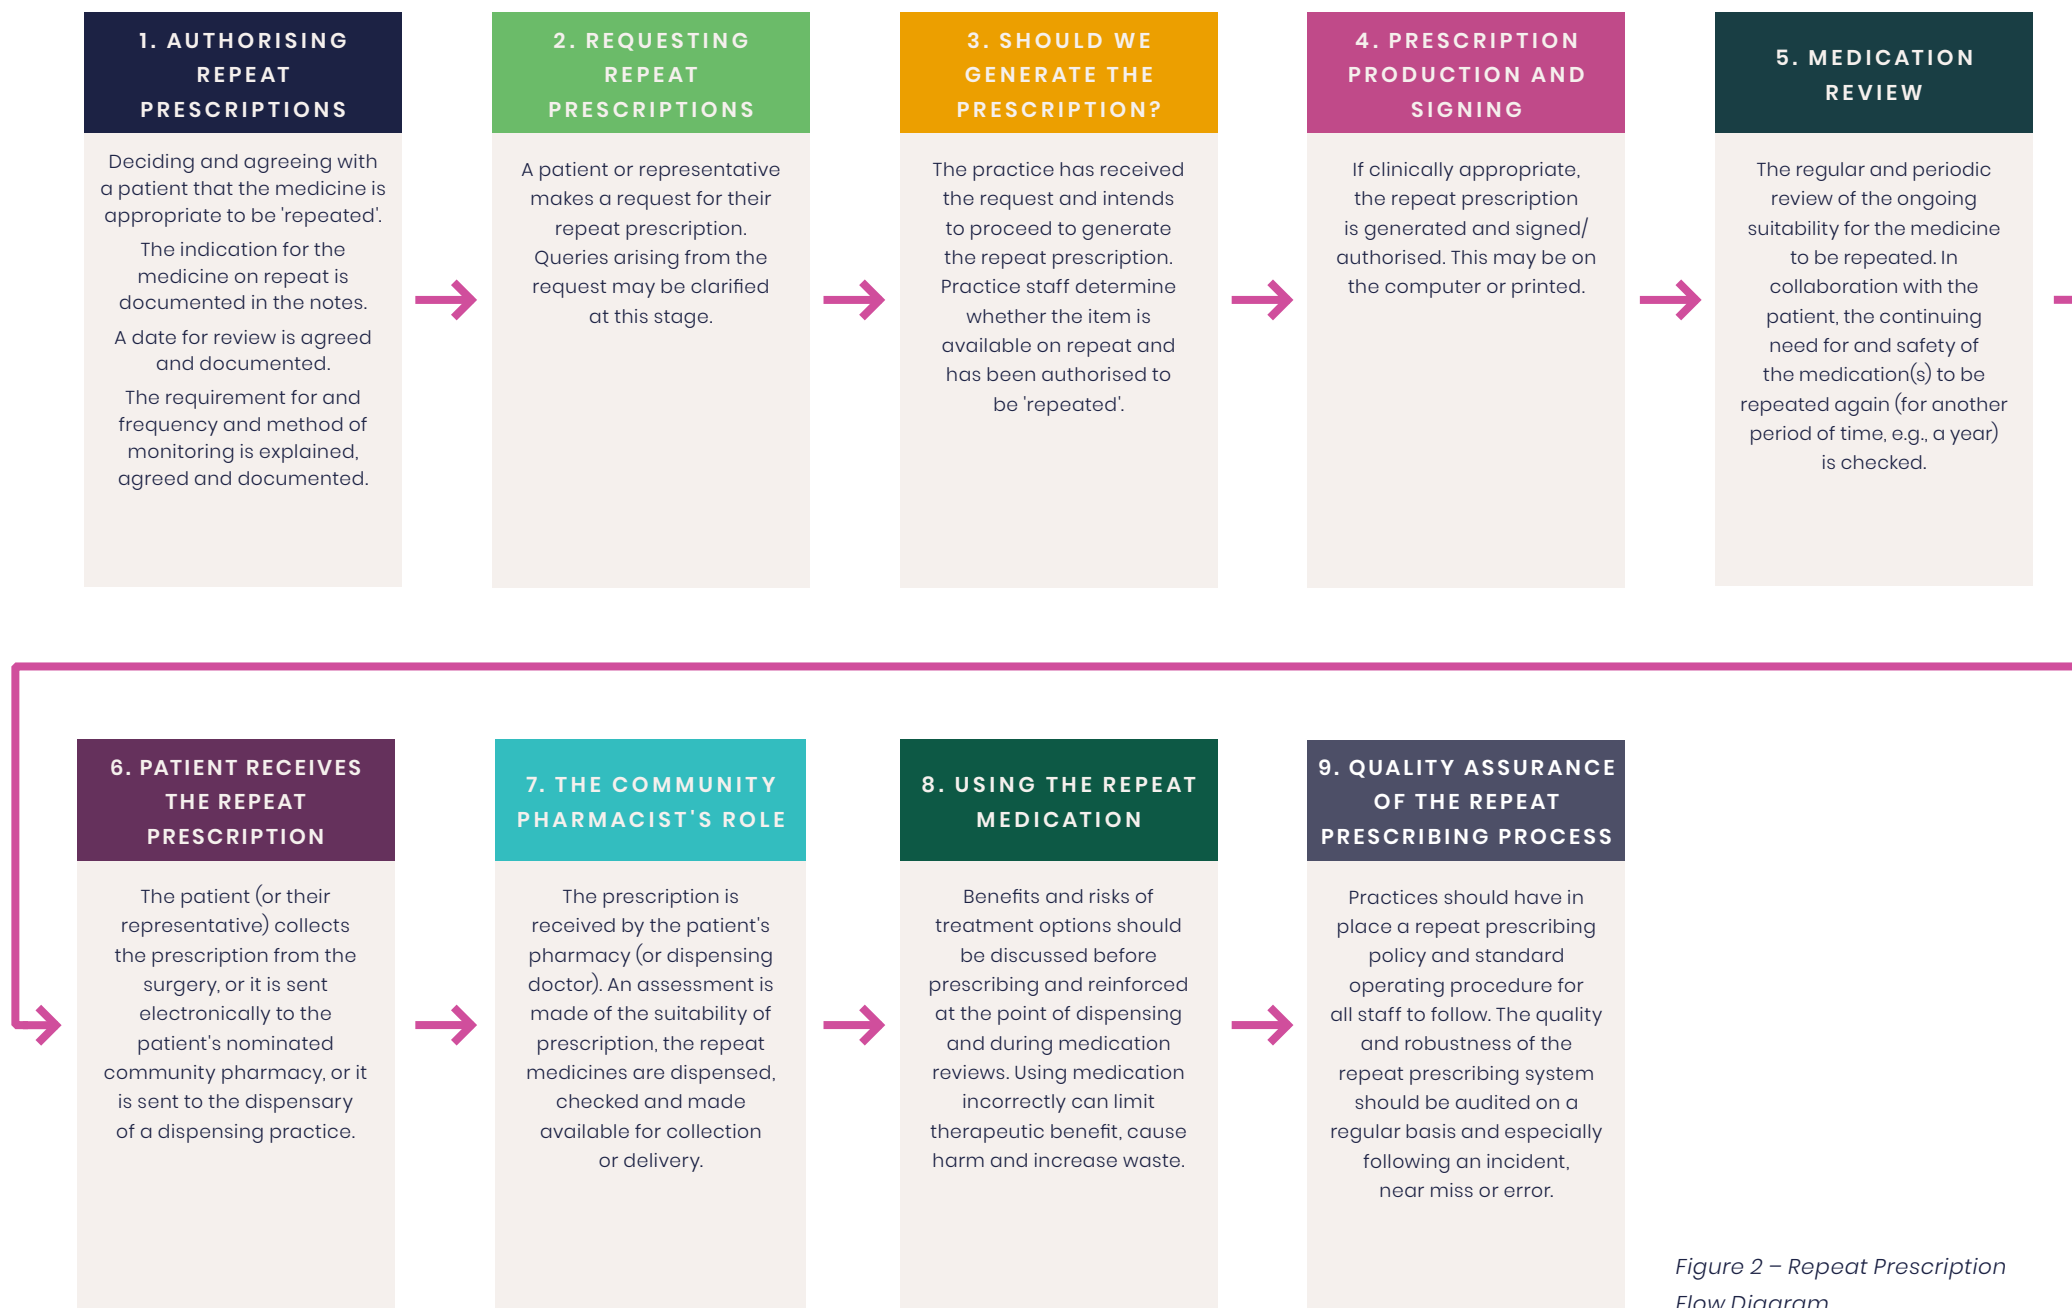 1. AUTHORISING
REPEAT
PRESCRIPTIONS
Deciding and agreeing with
a patient that the medicine is
appropriate to be 'repeated'.
The indication for the
medicine on repeat is
documented in the notes.
A date for review is agreed
and documented.
The requirement for and
frequency and method of
monitoring is explained,
agreed and documented.
2. REQUESTING
REPEAT
PRESCRIPTIONS
A patient or representative
makes a request for their
repeat prescription.
Queries arising from the
request may be clarified
at this stage.
3. SHOULD WE
GENERATE THE
PRESCRIPTION?
The practice has received
the request and intends
to proceed to generate
the repeat prescription.
Practice staff determine
whether the item is
available on repeat and
has been authorised to
be 'repeated'.
4. PRESCRIPTION
PRODUCTION AND
SIGNING
If clinically appropriate,
the repeat prescription
is generated and signed/
authorised. This may be on
the computer or printed.
5. MEDICATION
REVIEW
The regular and periodic
review of the ongoing
suitability for the medicine
to be repeated. In
collaboration with the
patient, the continuing
need for and safety of
the medication(s) to be
repeated again (for another
period of time, e.g., a year)
is checked.
6. PATIENT RECEIVES
THE REPEAT
PRESCRIPTION
The patient (or their
representative) collects
the prescription from the
surgery, or it is sent
electronically to the
patient's nominated
community pharmacy, or it
is sent to the dispensary
of a dispensing practice.
7. THE COMMUNITY
PHARMACIST'S ROLE
The prescription is
received by the patient's
pharmacy (or dispensing
doctor). An assessment is
made of the suitability of
prescription, the repeat
medicines are dispensed,
checked and made
available for collection
or delivery.
8. USING THE REPEAT
MEDICATION
Benefits and risks of
treatment options should
be discussed before
prescribing and reinforced
at the point of dispensing
and during medication
reviews. Using medication
incorrectly can limit
therapeutic benefit, cause
harm and increase waste.
9. QUALITY ASSURANCE
OF THE REPEAT
PRESCRIBING PROCESS
Practices should have in
place a repeat prescribing
policy and standard
operating procedure for
all staff to follow. The quality
and robustness of the
repeat prescribing system
should be audited on a
regular basis and especially
following an incident,
near miss or error.
Figure 2 – Repeat Prescription
Flow Diagram